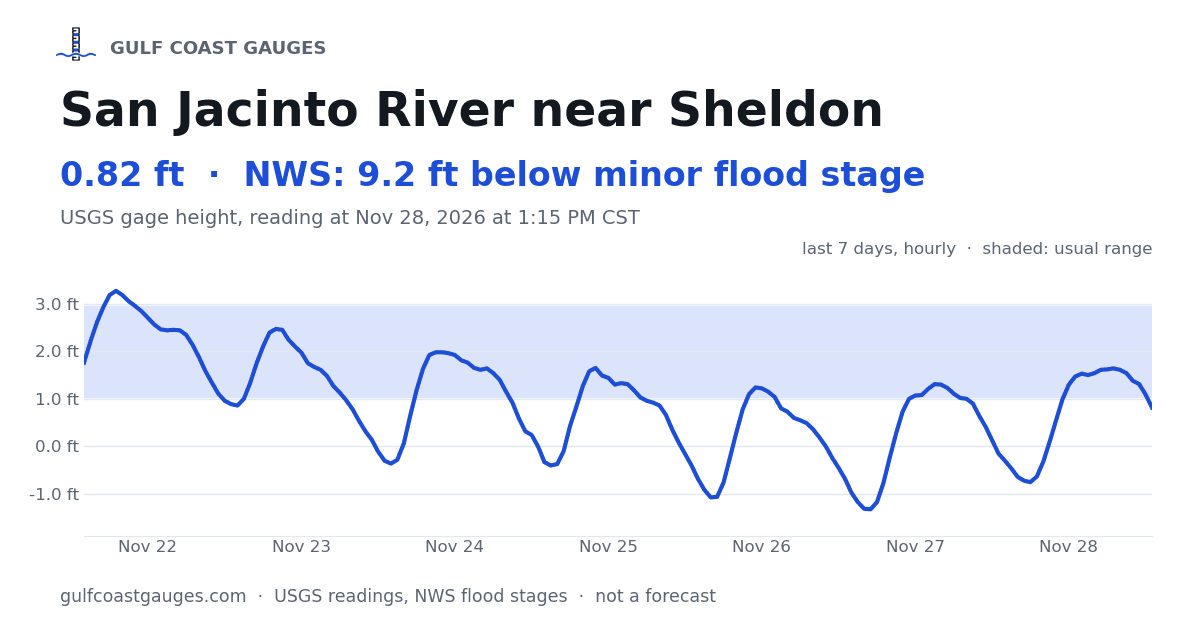 GULF COAST GAUGES
San Jacinto River near Sheldon
0.82 ft · NWS: 9.2 ft below minor flood stage
USGS gage height, reading at Nov 28, 2026 at 1:15 PM CST
last 7 days, hourly · shaded: usual range
3.0 ft
2.0 ft
1.0 ft
0.0 ft
-1.0 ft
Nov 22 Nov 23 Nov 24 Nov 25 Nov 26 Nov 27 Nov 28
gulfcoastgauges.com · USGS readings, NWS flood stages · not a forecast